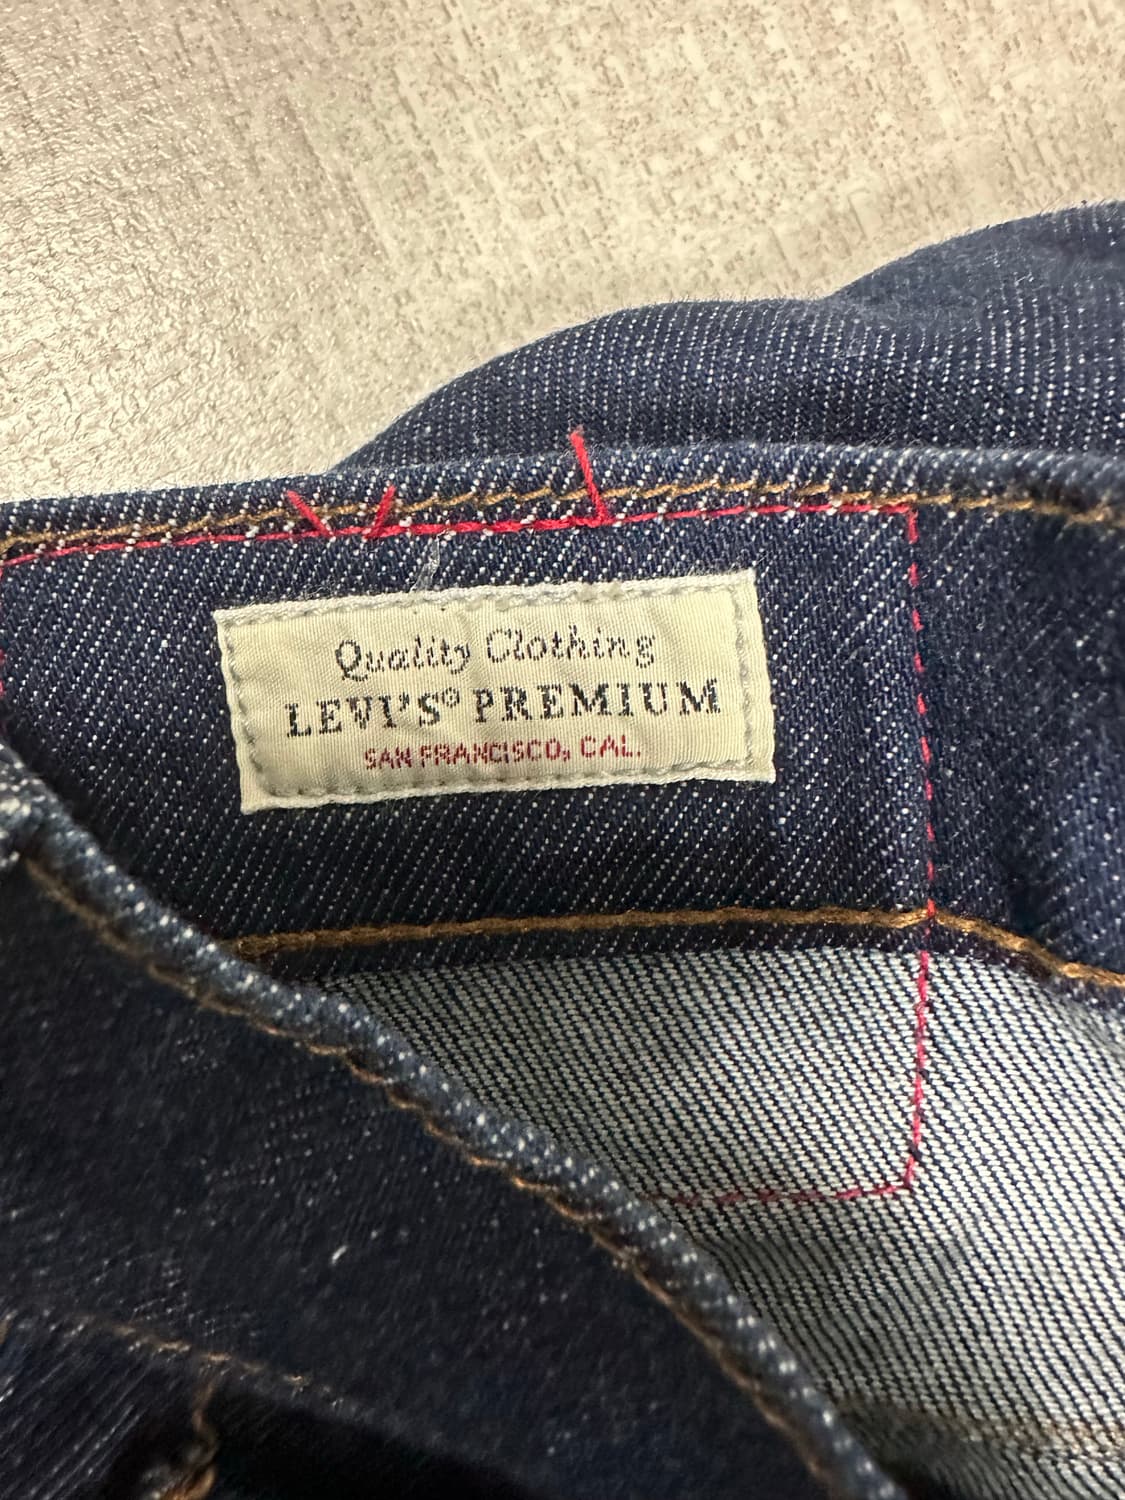 Quality Clothing
LEVI'S® PREMIUM
SAN FRANCISCO, CAL.